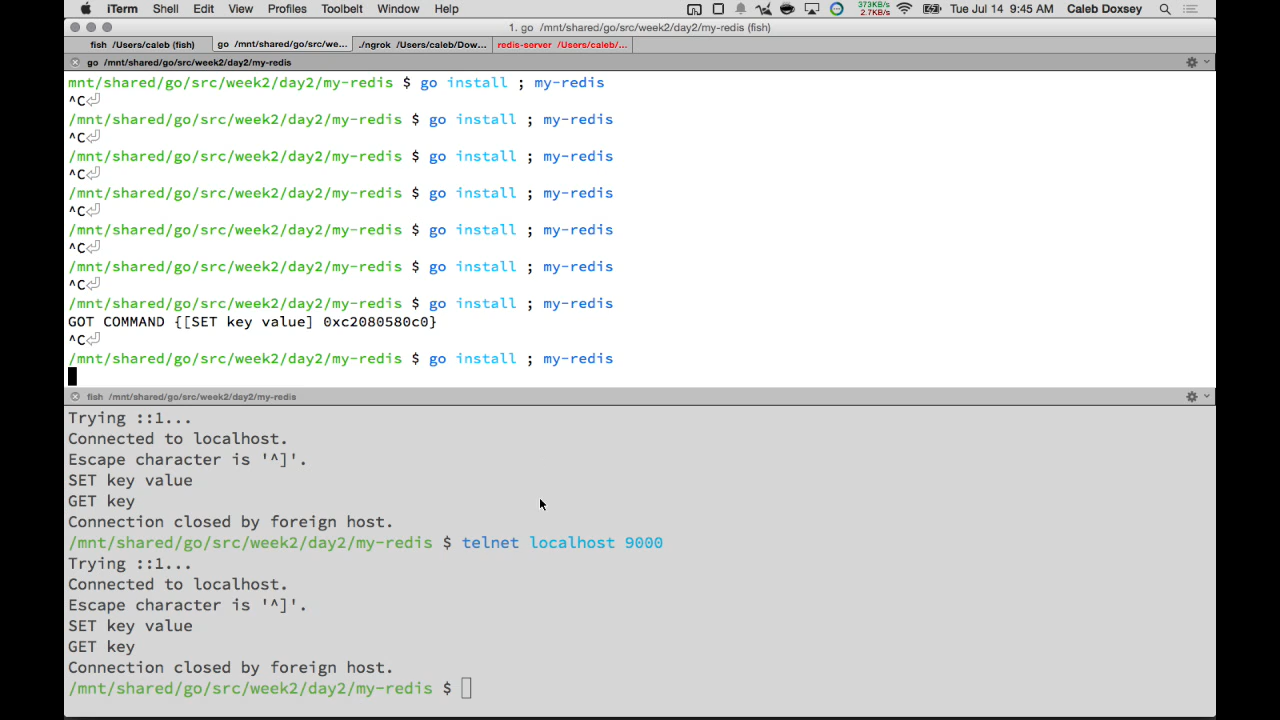 iTerm Shell Edit View Profiles Toolbelt Window Help 373KB/s 2.7KB/s Tue Jul 14 9:45 AM Caleb Doxsey
1. go /mnt/shared/go/src/week2/day2/my-redis (fish)
fish /Users/caleb (fish) go /mnt/shared/go/src/we... ./ngrok /Users/caleb/Dow... redis-server /Users/caleb/...
go /mnt/shared/go/src/week2/day2/my-redis
mnt/shared/go/src/week2/day2/my-redis $ go install ; my-redis
^C⏎
/mnt/shared/go/src/week2/day2/my-redis $ go install ; my-redis
^C⏎
/mnt/shared/go/src/week2/day2/my-redis $ go install ; my-redis
^C⏎
/mnt/shared/go/src/week2/day2/my-redis $ go install ; my-redis
^C⏎
/mnt/shared/go/src/week2/day2/my-redis $ go install ; my-redis
^C⏎
/mnt/shared/go/src/week2/day2/my-redis $ go install ; my-redis
^C⏎
/mnt/shared/go/src/week2/day2/my-redis $ go install ; my-redis
GOT COMMAND {[SET key value] 0xc2080580c0}
^C⏎
/mnt/shared/go/src/week2/day2/my-redis $ go install ; my-redis
fish /mnt/shared/go/src/week2/day2/my-redis
Trying ::1...
Connected to localhost.
Escape character is '^]'.
SET key value
GET key
Connection closed by foreign host.
/mnt/shared/go/src/week2/day2/my-redis $ telnet localhost 9000
Trying ::1...
Connected to localhost.
Escape character is '^]'.
SET key value
GET key
Connection closed by foreign host.
/mnt/shared/go/src/week2/day2/my-redis $